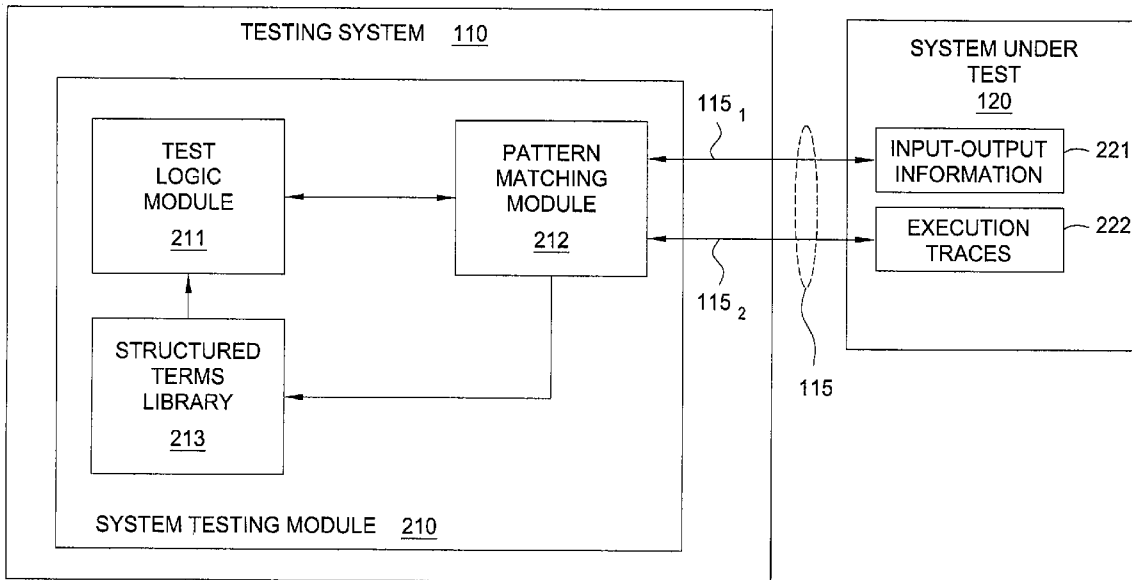 TESTING SYSTEM 110
SYSTEM UNDER
TEST
120
TEST
LOGIC
MODULE
211
PATTERN
MATCHING
MODULE
212
115 1
INPUT-OUTPUT
INFORMATION
221
EXECUTION
TRACES
222
115 2
115
STRUCTURED
TERMS
LIBRARY
213
SYSTEM TESTING MODULE 210